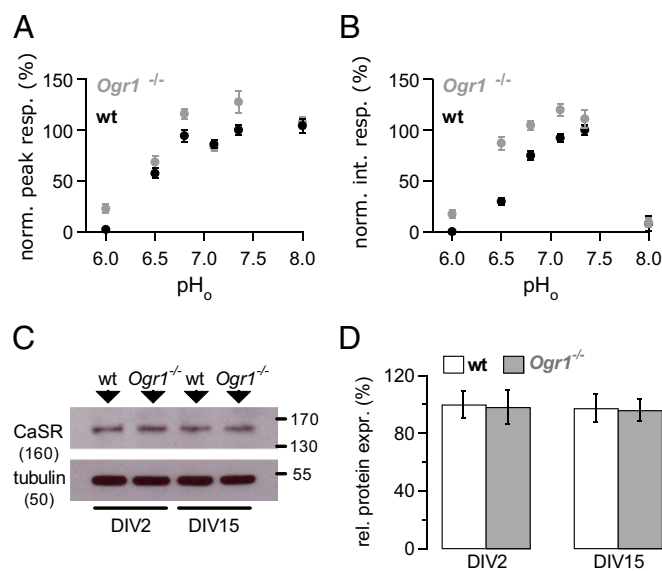 A
norm. peak resp. (%)
150
100
50
0
Ogr1 -/-
wt
6.0 6.5 7.0 7.5 8.0
pHo
B
norm. int. resp. (%)
150
100
50
0
Ogr1 -/-
wt
6.0 6.5 7.0 7.5 8.0
pHo
C
wt Ogr1-/- wt Ogr1-/-
CaSR
(160)
170
130
tubulin
(50)
55
DIV2 DIV15
D
wt Ogr1-/-
rel. protein expr. (%)
120
80
40
0
DIV2 DIV15